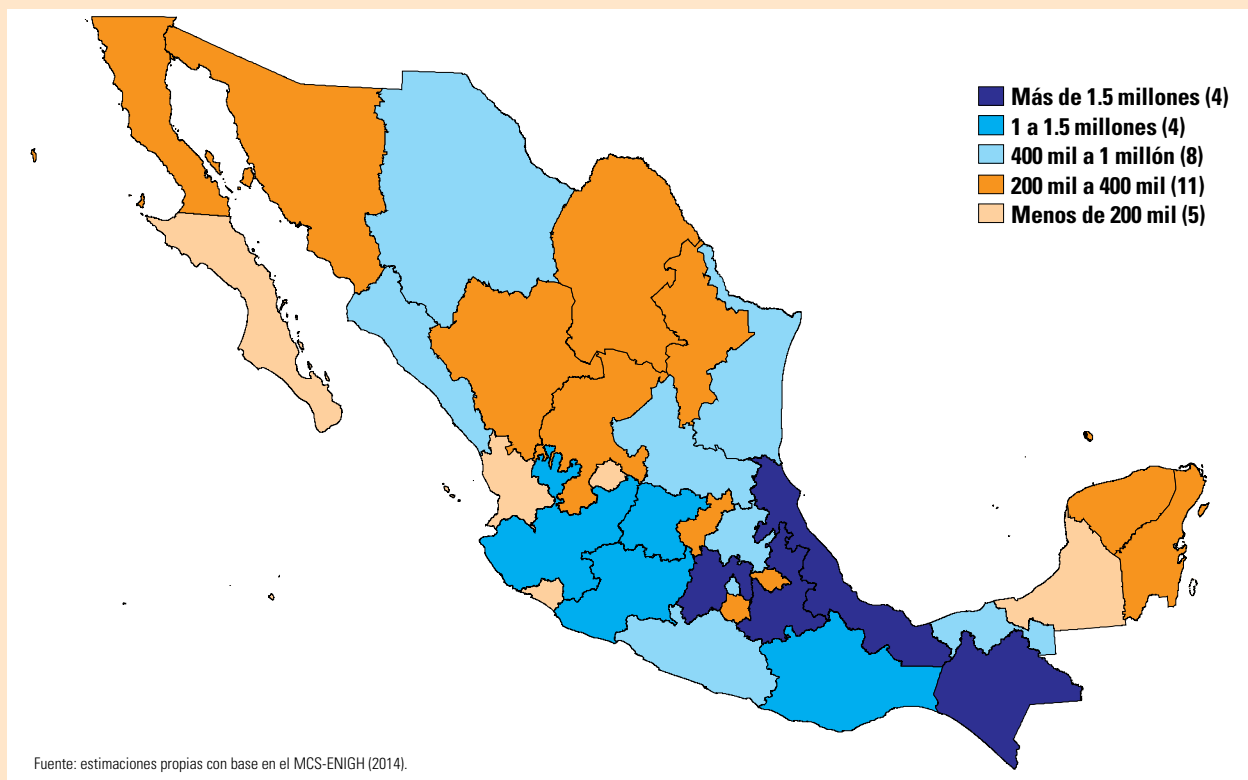 Más de 1.5 millones (4)
1 a 1.5 millones (4)
400 mil a 1 millón (8)
200 mil a 400 mil (11)
Menos de 200 mil (5)
Fuente: estimaciones propias con base en el MCS-ENIGH (2014).